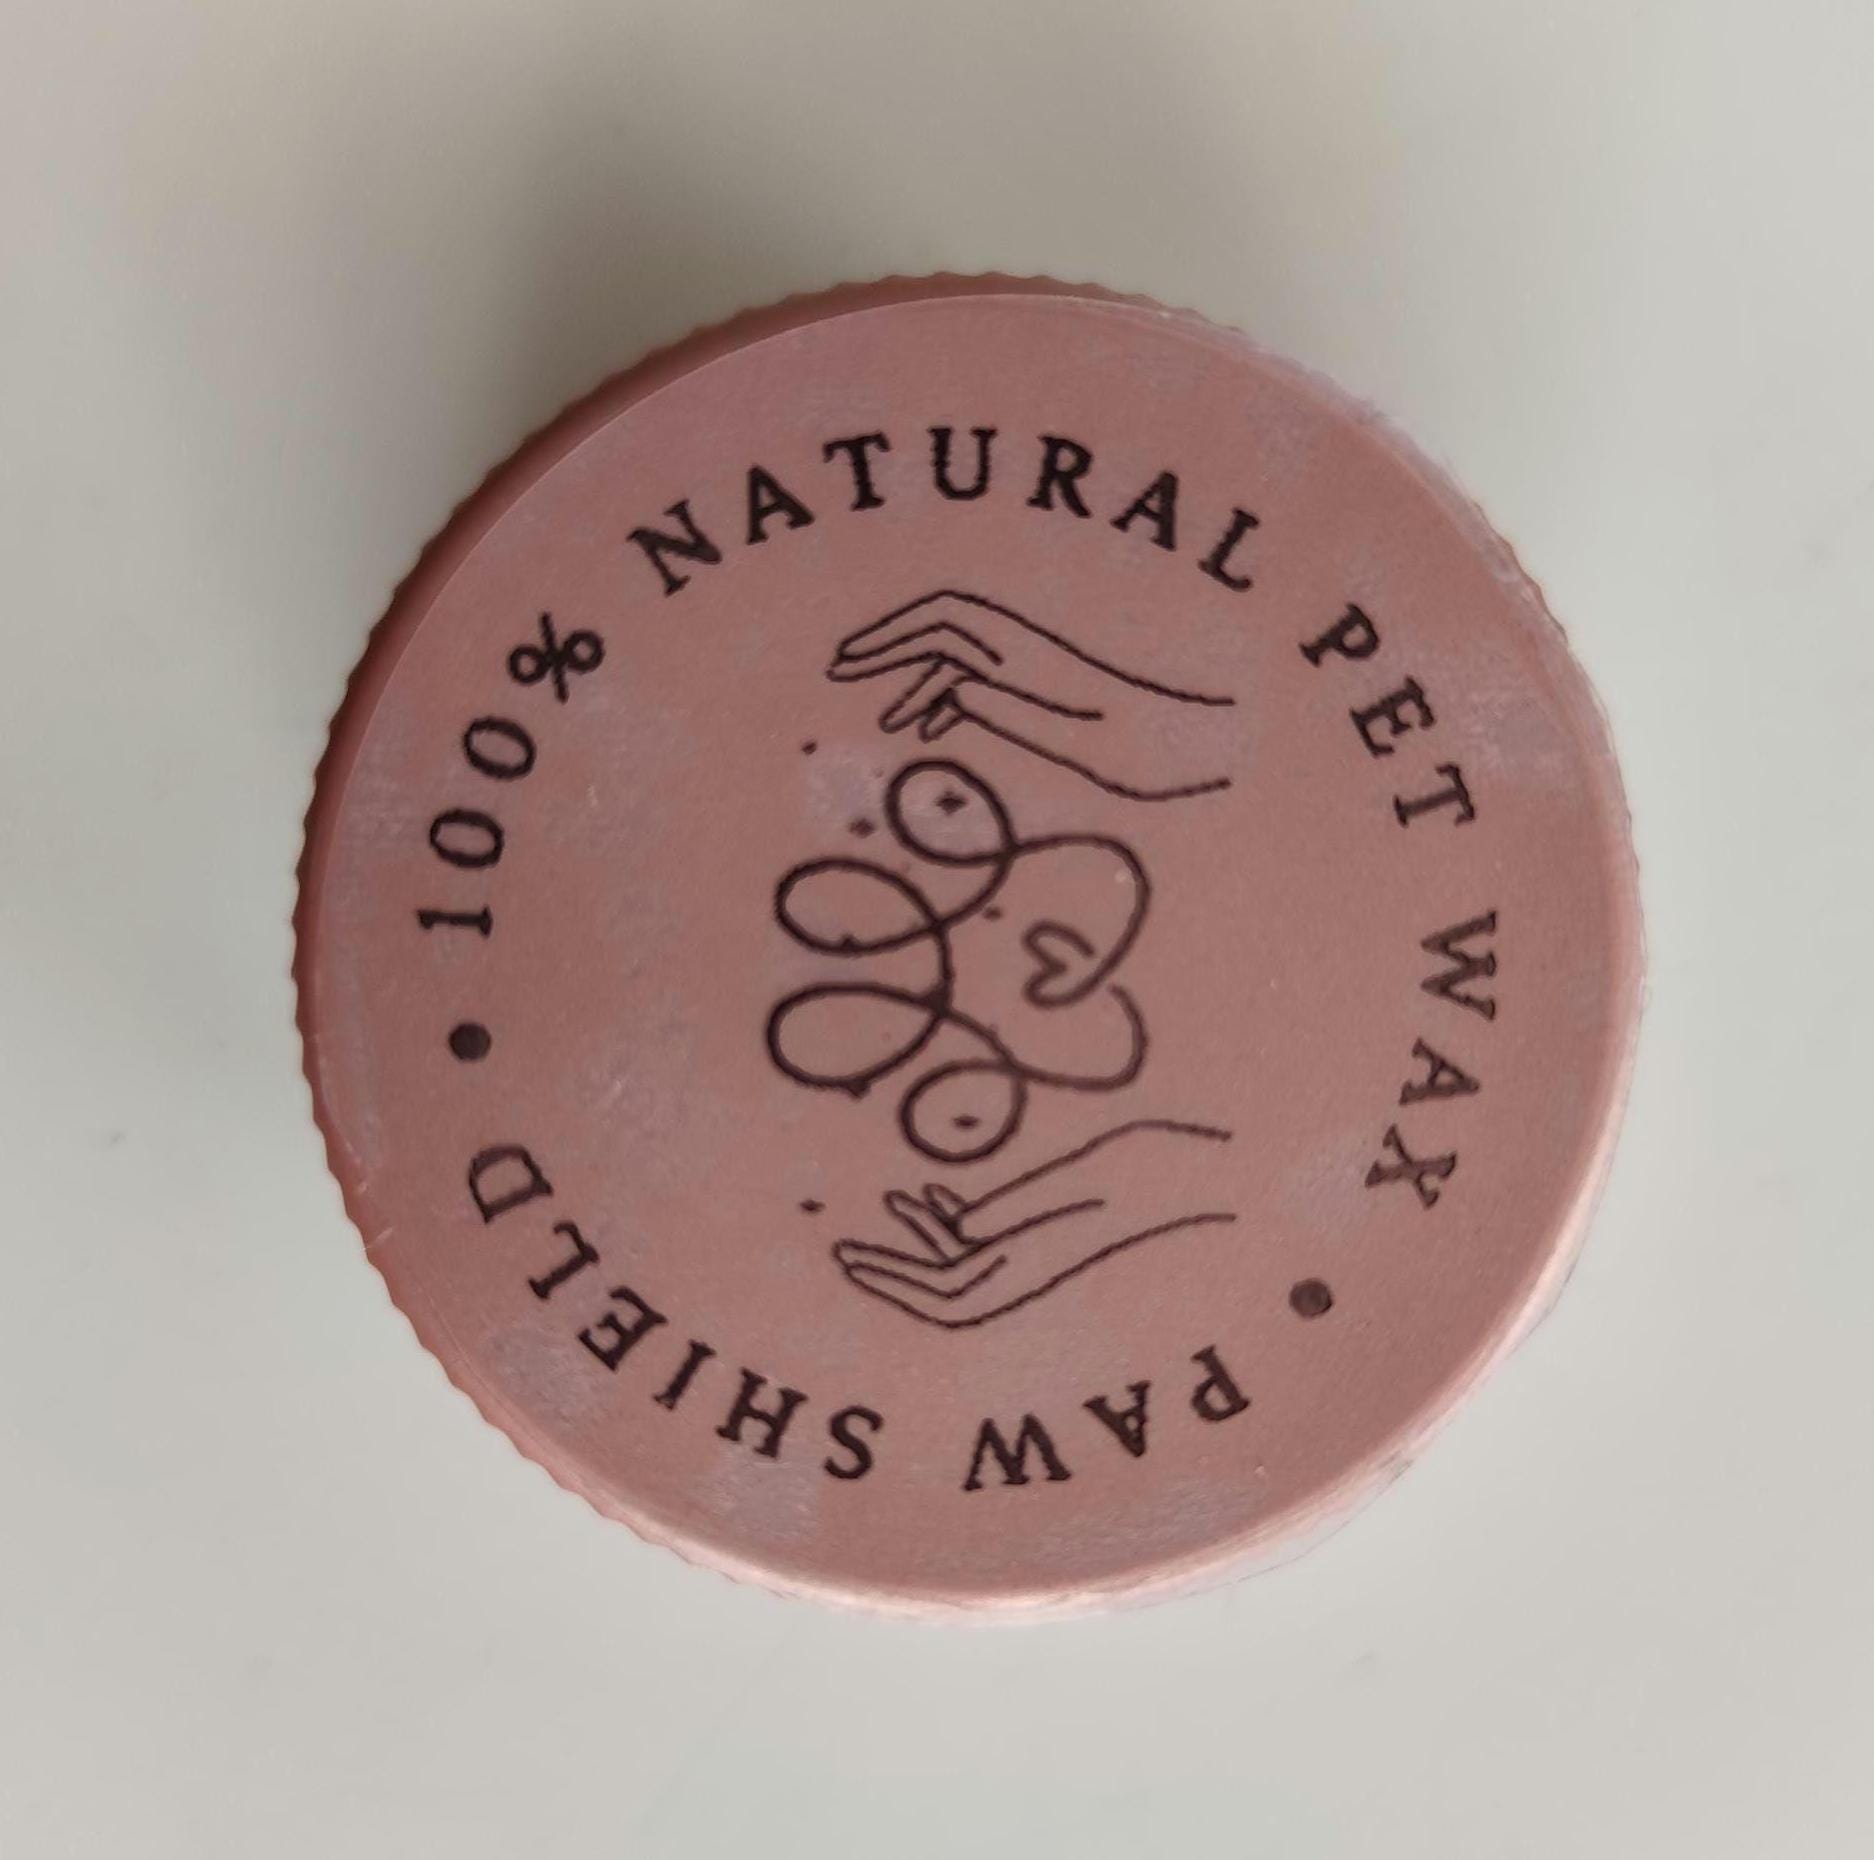 100% NATURAL PET WAX
• PAW SHIELD •